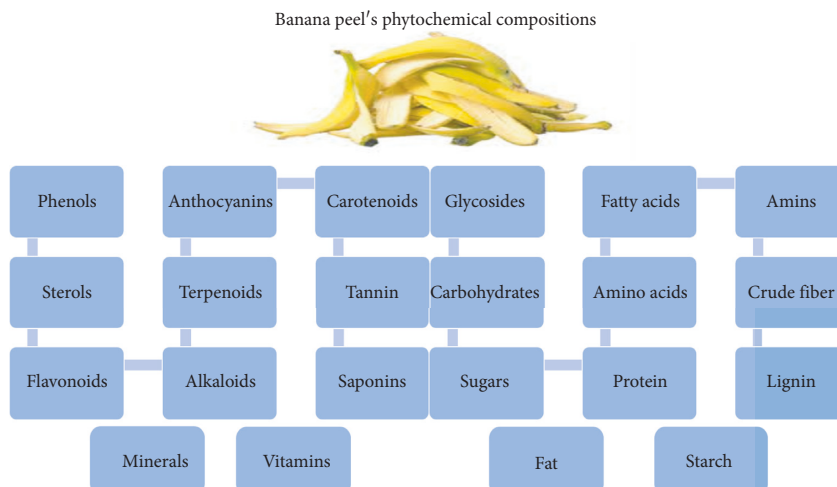 Banana peel′s phytochemical compositions
Phenols
Anthocyanins
Carotenoids
Glycosides
Fatty acids
Amins
Sterols
Terpenoids
Tannin
Carbohydrates
Amino acids
Crude fiber
Flavonoids
Alkaloids
Saponins
Sugars
Protein
Lignin
Minerals
Vitamins
Fat
Starch